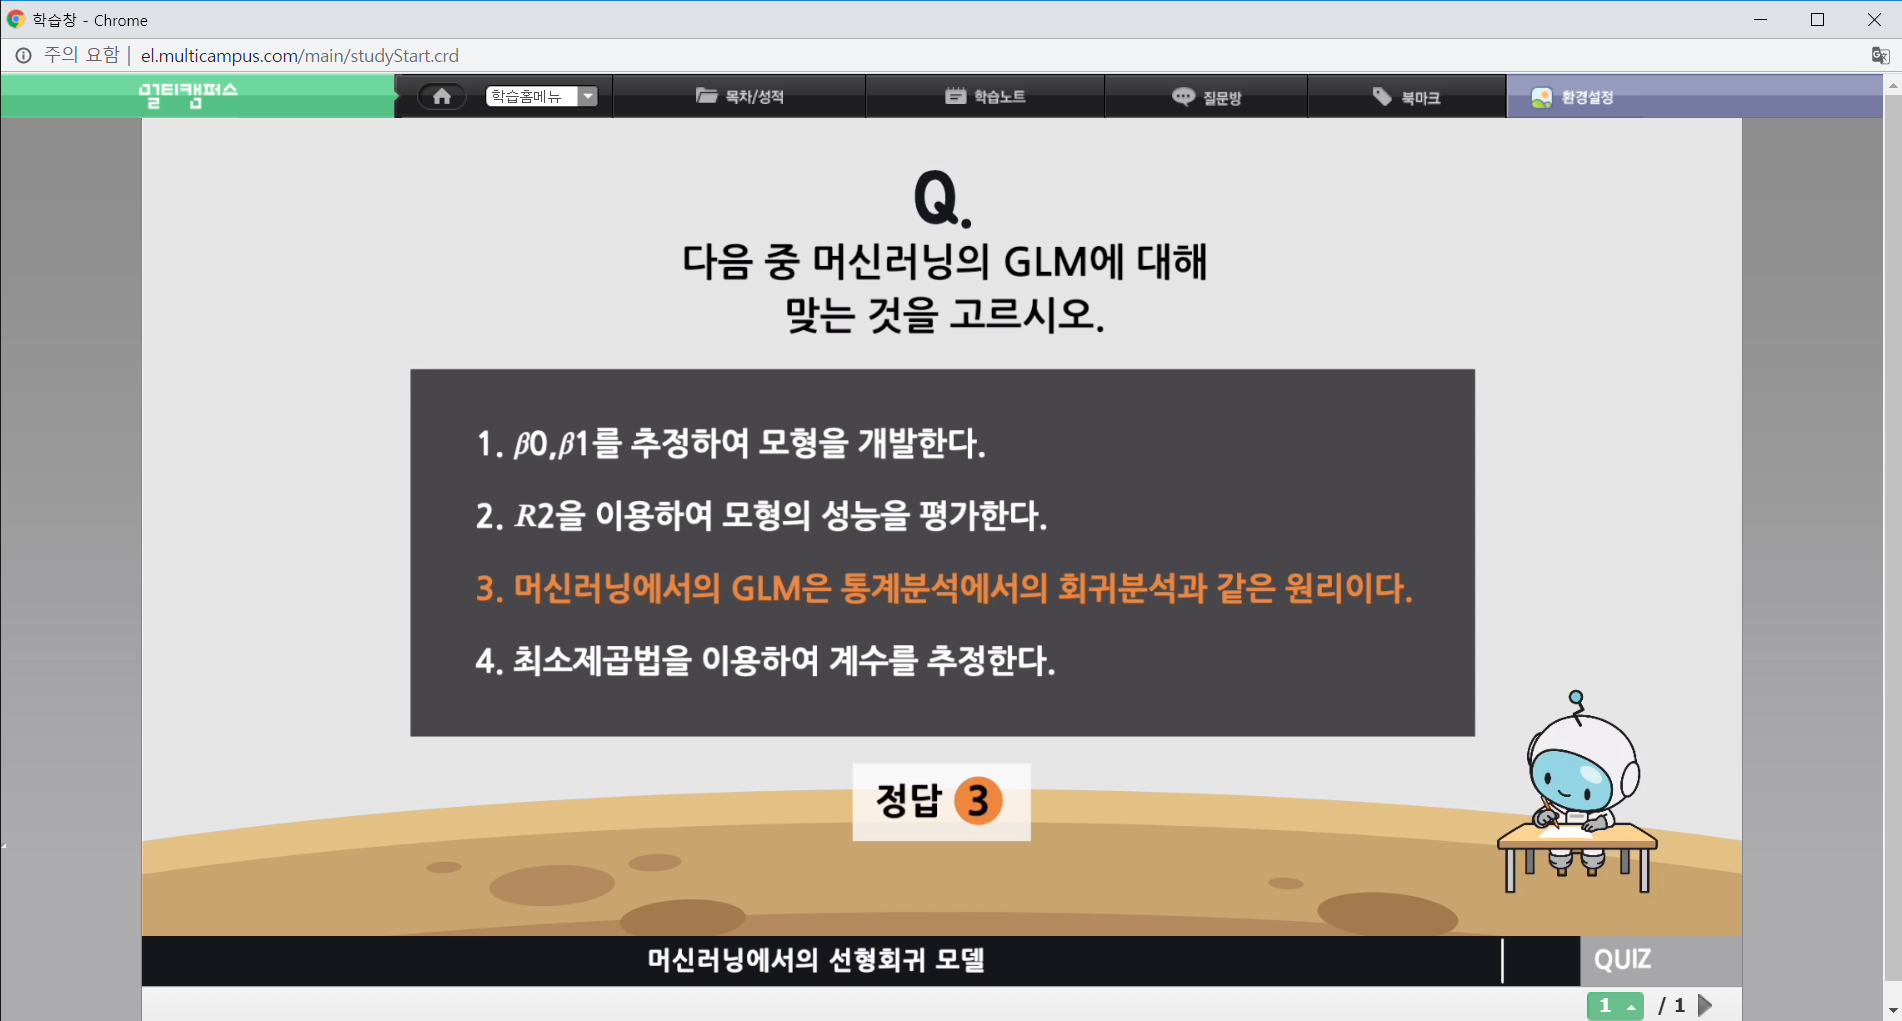 학습창 - Chrome
주의 요함 | el.multicampus.com/main/studyStart.crd
멀티캠퍼스 학습홈메뉴 목차/성적 학습노트 질문방 북마크 환경설정
Q.
다음 중 머신러닝의 GLM에 대해
맞는 것을 고르시오.
1. β0,β1를 추정하여 모형을 개발한다.
2. R2을 이용하여 모형의 성능을 평가한다.
3. 머신러닝에서의 GLM은 통계분석에서의 회귀분석과 같은 원리이다.
4. 최소제곱법을 이용하여 계수를 추정한다.
정답 3
머신러닝에서의 선형회귀 모델 QUIZ
1 / 1